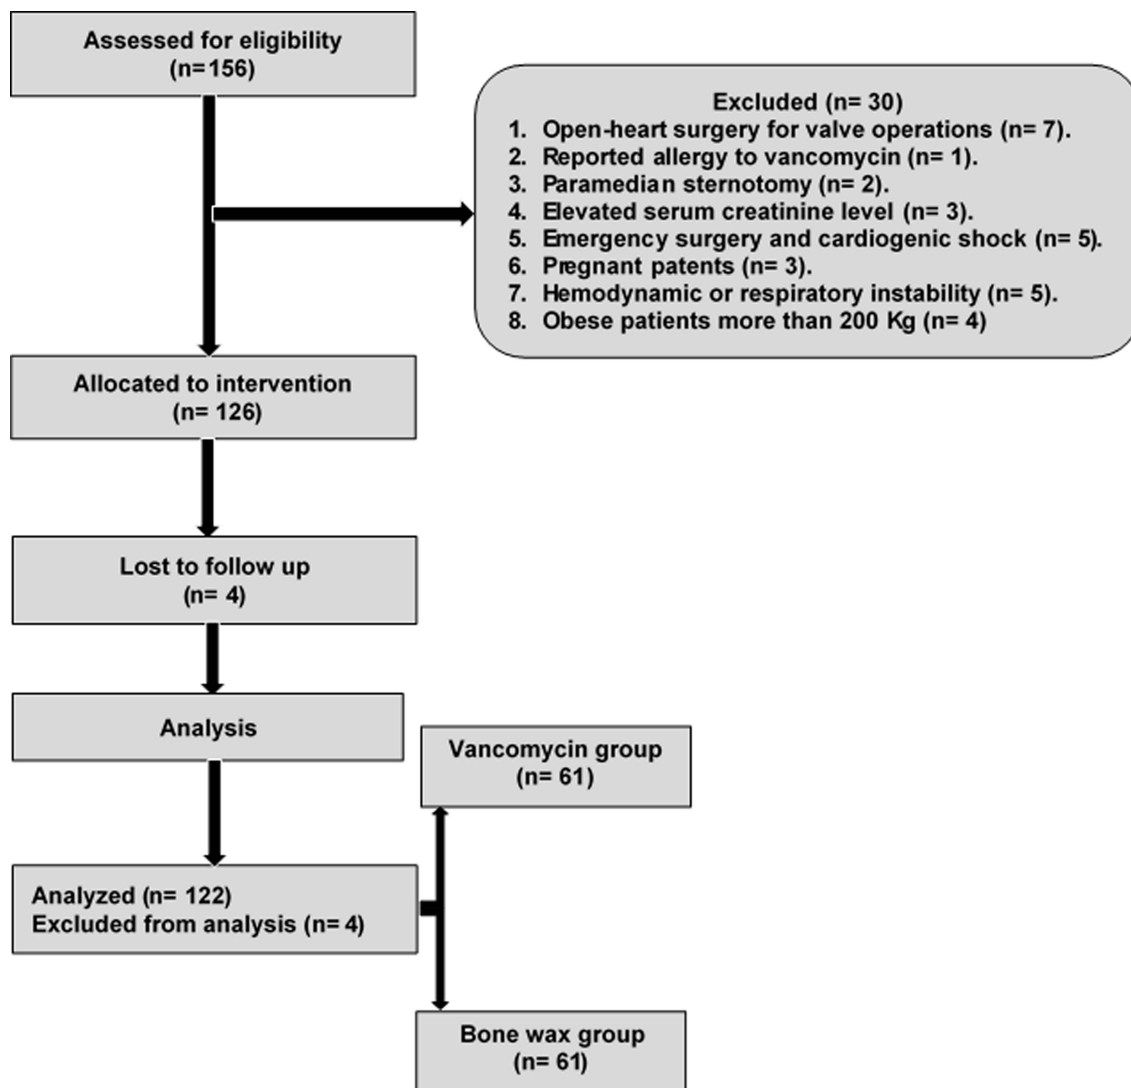 Assessed for eligibility
(n= 156)
Excluded (n= 30)
1. Open-heart surgery for valve operations (n= 7).
2. Reported allergy to vancomycin (n= 1).
3. Paramedian sternotomy (n= 2).
4. Elevated serum creatinine level (n= 3).
5. Emergency surgery and cardiogenic shock (n= 5).
6. Pregnant patents (n= 3).
7. Hemodynamic or respiratory instability (n= 5).
8. Obese patients more than 200 Kg (n= 4)
Allocated to intervention
(n= 126)
Lost to follow up
(n= 4)
Analysis
Vancomycin group
(n= 61)
Analyzed (n= 122)
Excluded from analysis (n= 4)
Bone wax group
(n= 61)